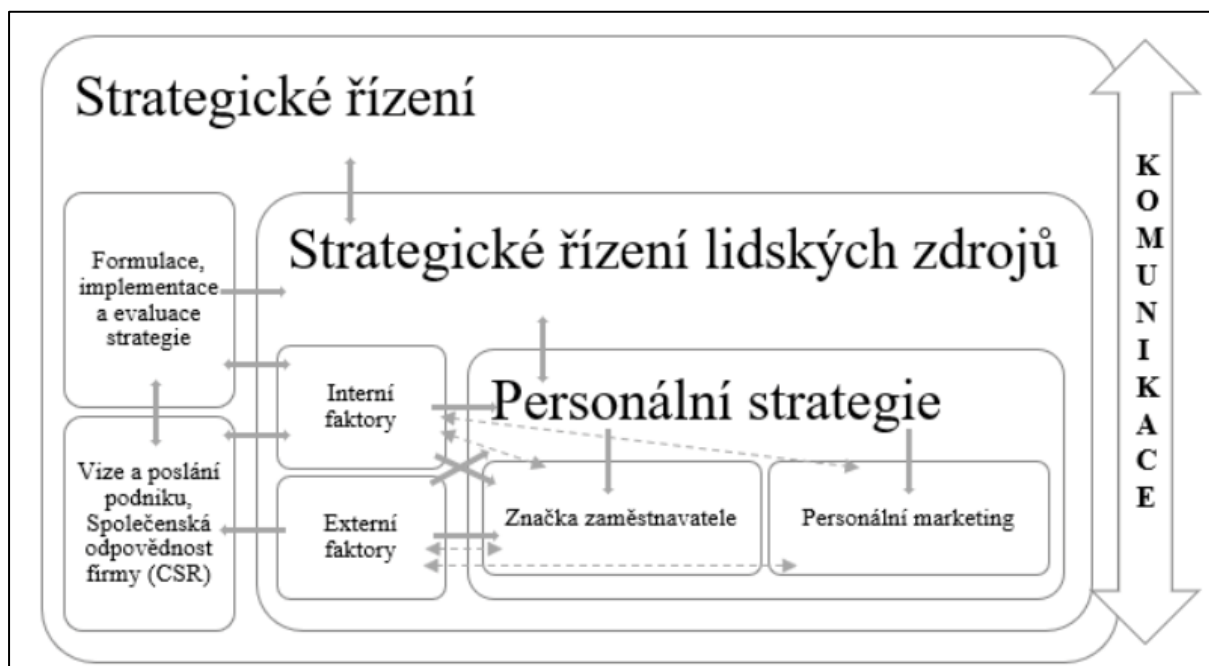 Strategické řízení
Formulace,
implementace
a evaluace
strategie
Strategické řízení lidských zdrojů
Interní
faktory
Personální strategie
Vize a poslání
podniku,
Společenská
odpovědnost
firmy (CSR)
Externí
faktory
Značka zaměstnavatele
Personální marketing
K
O
M
U
N
I
K
A
C
E